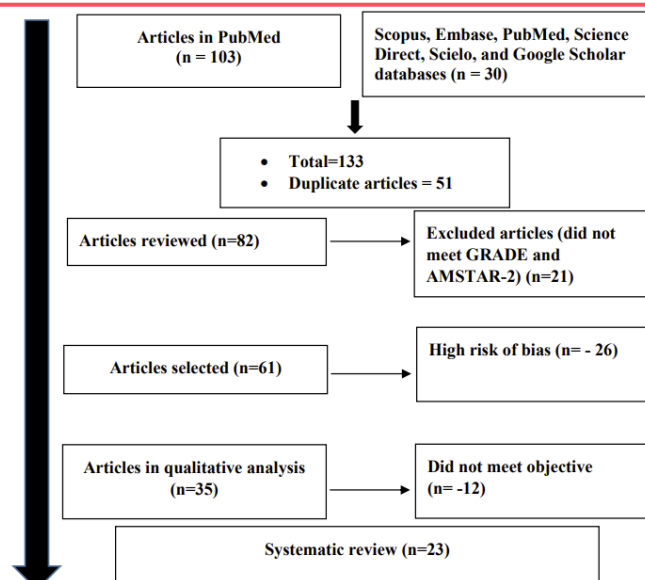 Articles in PubMed
(n = 103)
Scopus, Embase, PubMed, Science
Direct, Scielo, and Google Scholar
databases (n = 30)
• Total=133
• Duplicate articles = 51
Articles reviewed (n=82)
Excluded articles (did not
meet GRADE and
AMSTAR-2) (n=21)
Articles selected (n=61)
High risk of bias (n= - 26)
Articles in qualitative analysis
(n=35)
Did not meet objective
(n= -12)
Systematic review (n=23)